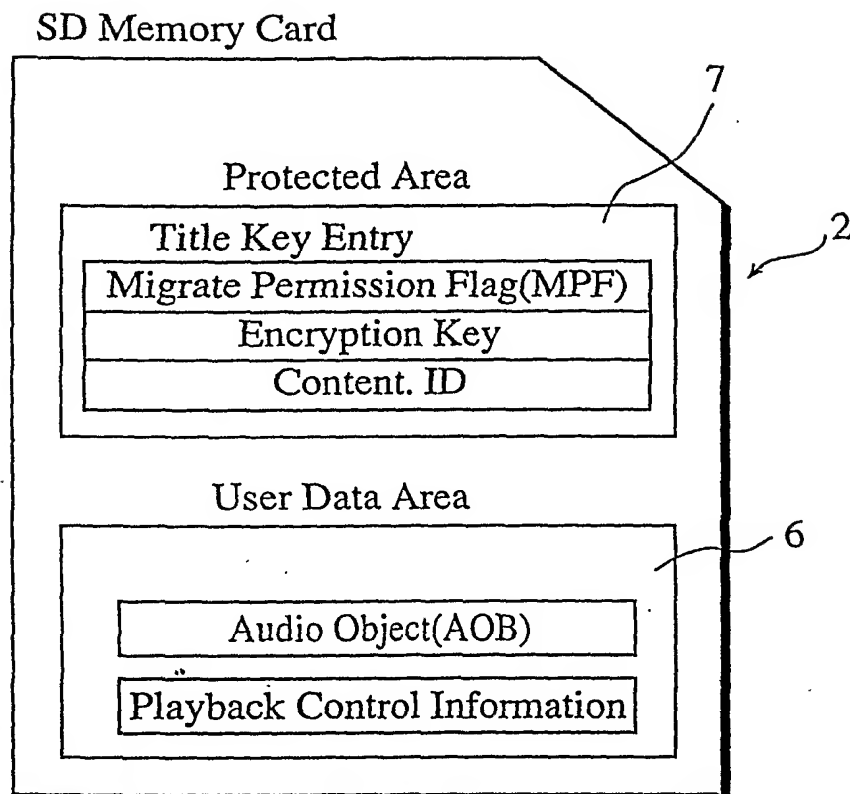 SD Memory Card
7
Protected Area
2
Title Key Entry
Migrate Permission Flag(MPF)
Encryption Key
Content. ID
User Data Area
6
Audio Object(AOB)
Playback Control Information